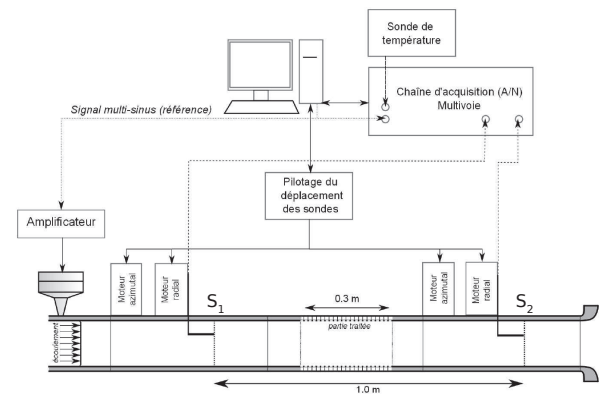 Sonde de
température
Chaîne d'acquisition (A/N)
Multivoie
Signal multi-sinus (référence)
Pilotage du
déplacement
des sondes
Amplificateur
Moteur
azimutal
Moteur
radial
Moteur
azimutal
Moteur
radial
S1
0.3 m
S2
partie traitée
écoulement
1.0 m